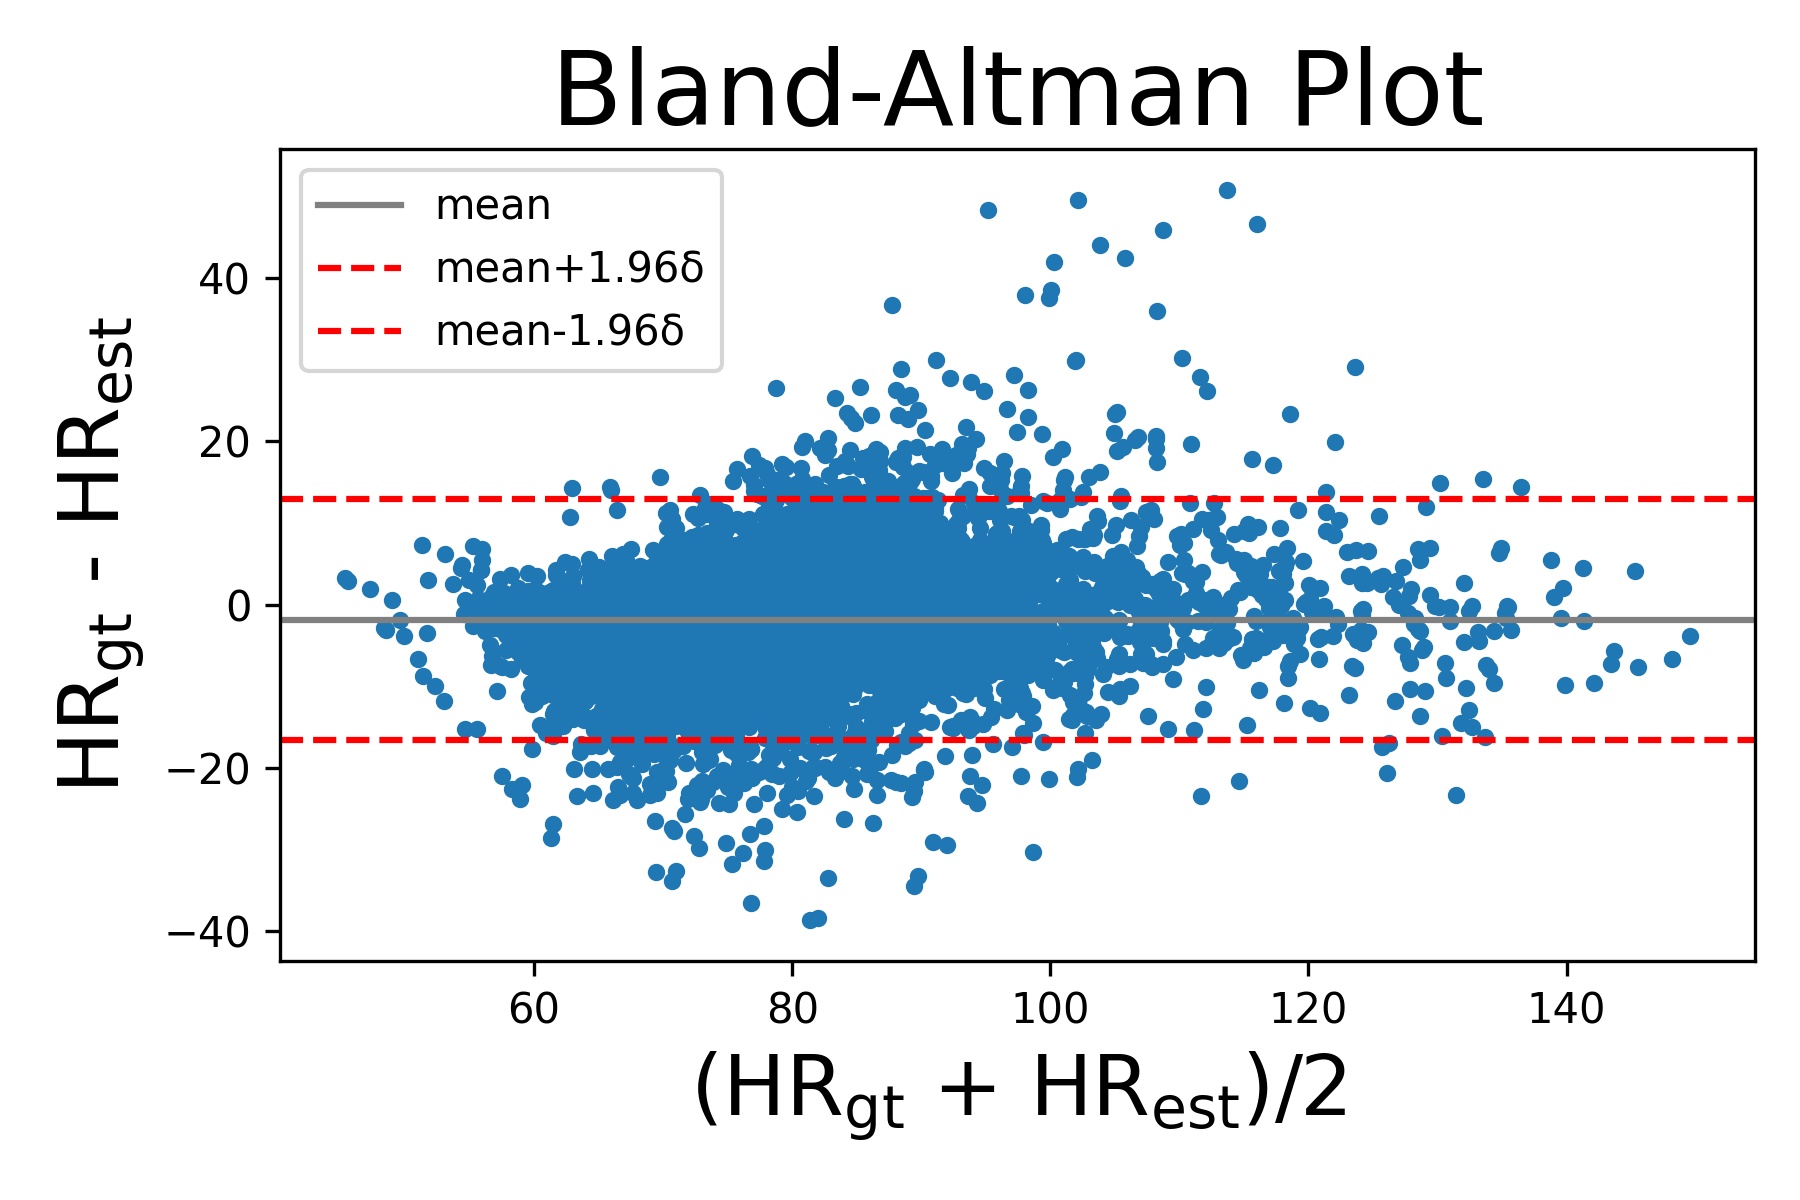 Bland-Altman Plot
mean
mean+1.96δ
mean-1.96δ
HRgt - HRest
40
20
0
−20
−40
60 80 100 120 140
(HRgt + HRest)/2